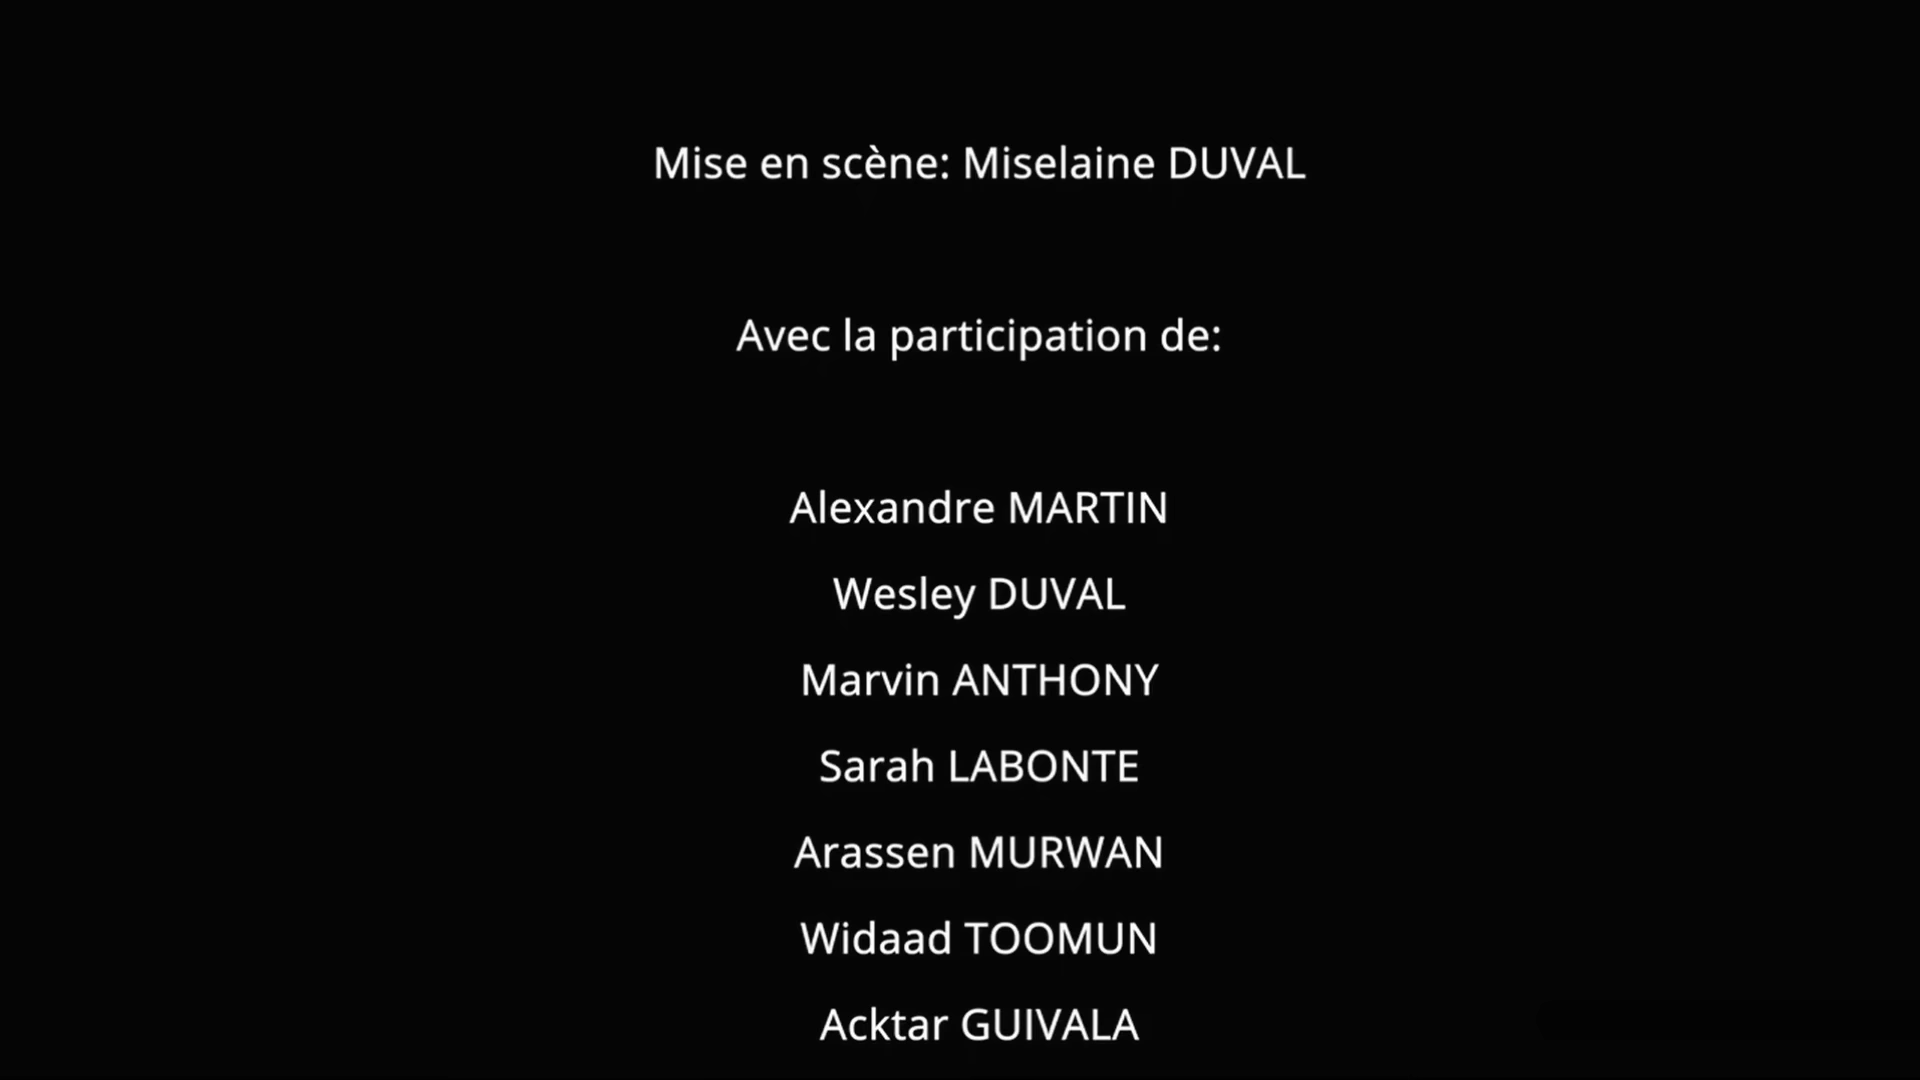 Mise en scène: Miselaine DUVAL
Avec la participation de:
Alexandre MARTIN
Wesley DUVAL
Marvin ANTHONY
Sarah LABONTE
Arassen MURWAN
Widaad TOOMUN
Acktar GUIVALA